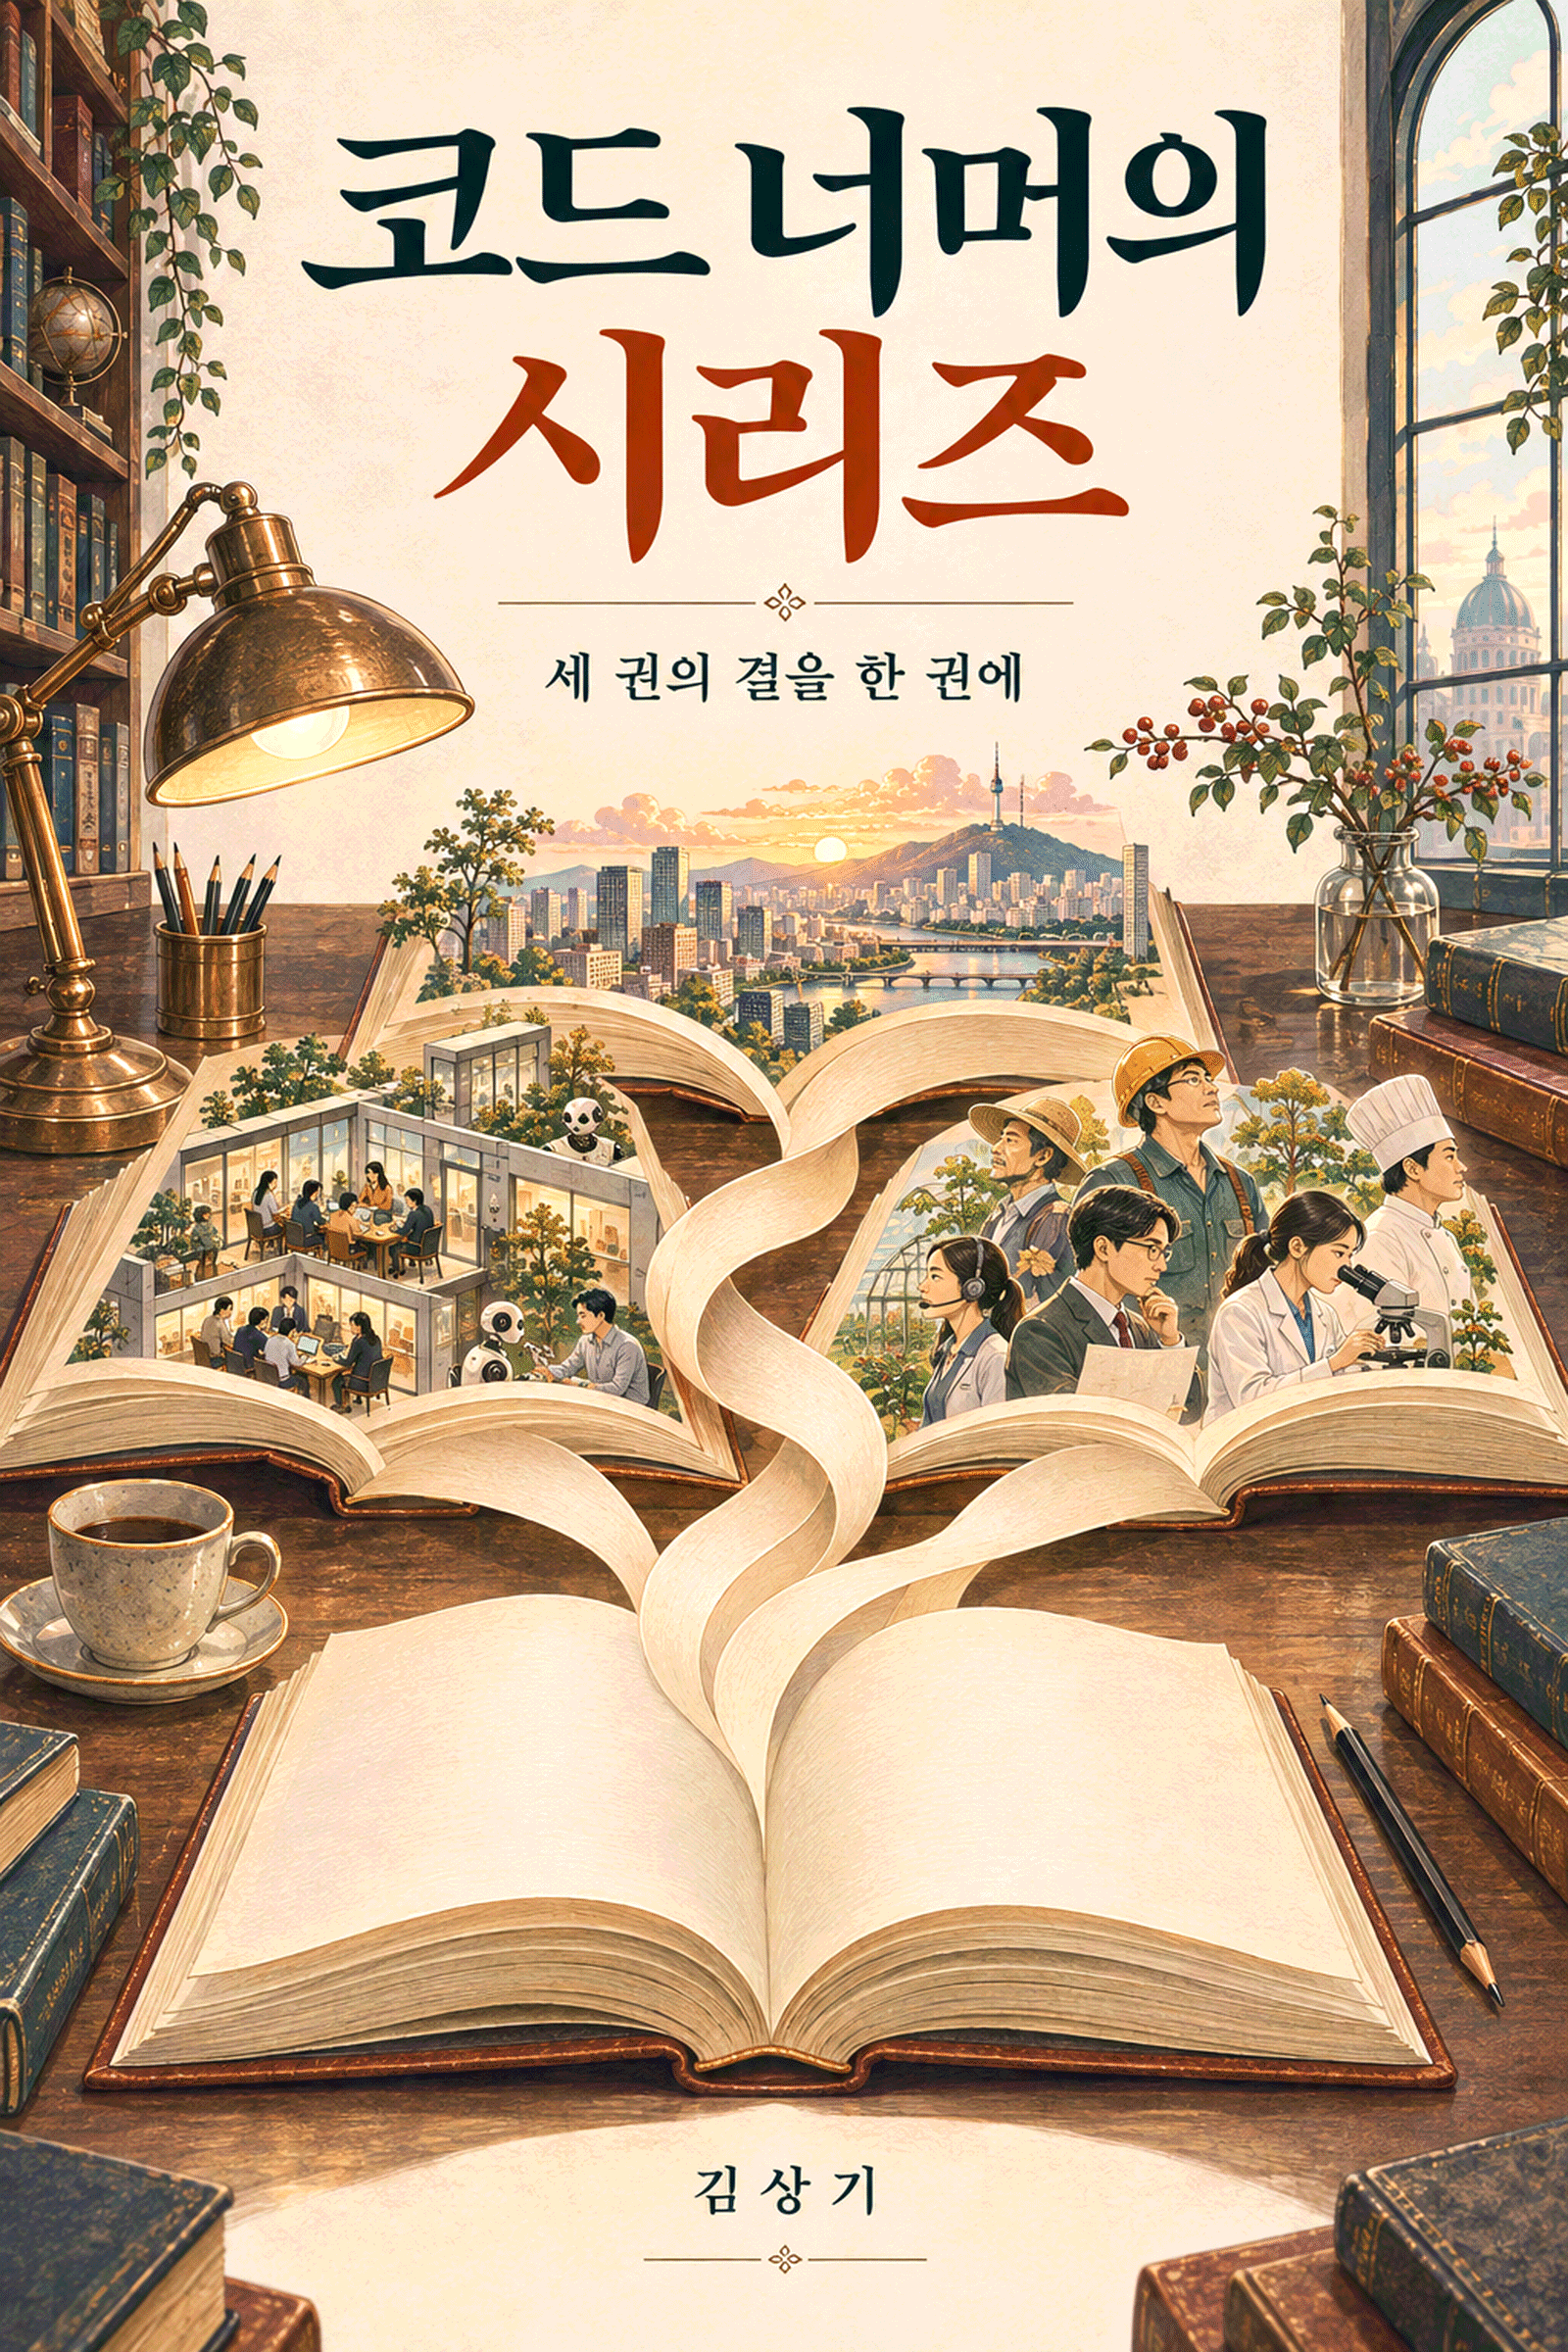 코드 너머의
시리즈
세 권의 결을 한 권에
김상기